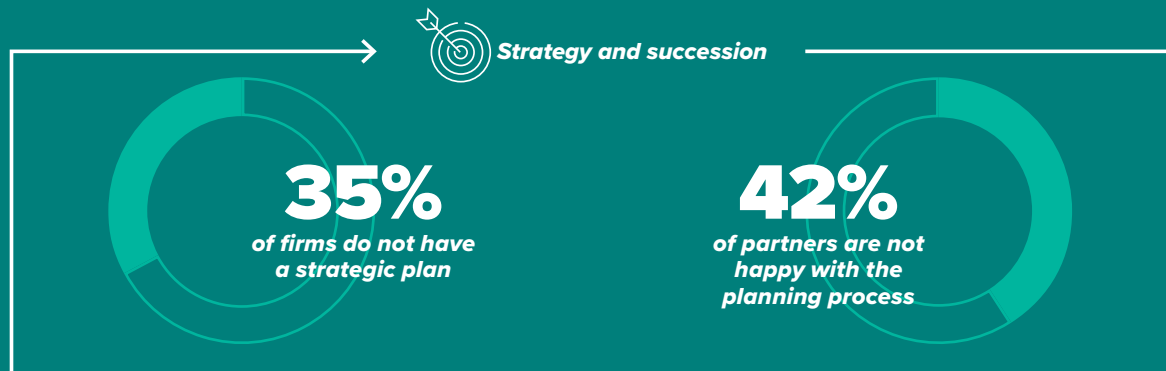 Strategy and succession
35%
of firms do not have
a strategic plan
42%
of partners are not
happy with the
planning process